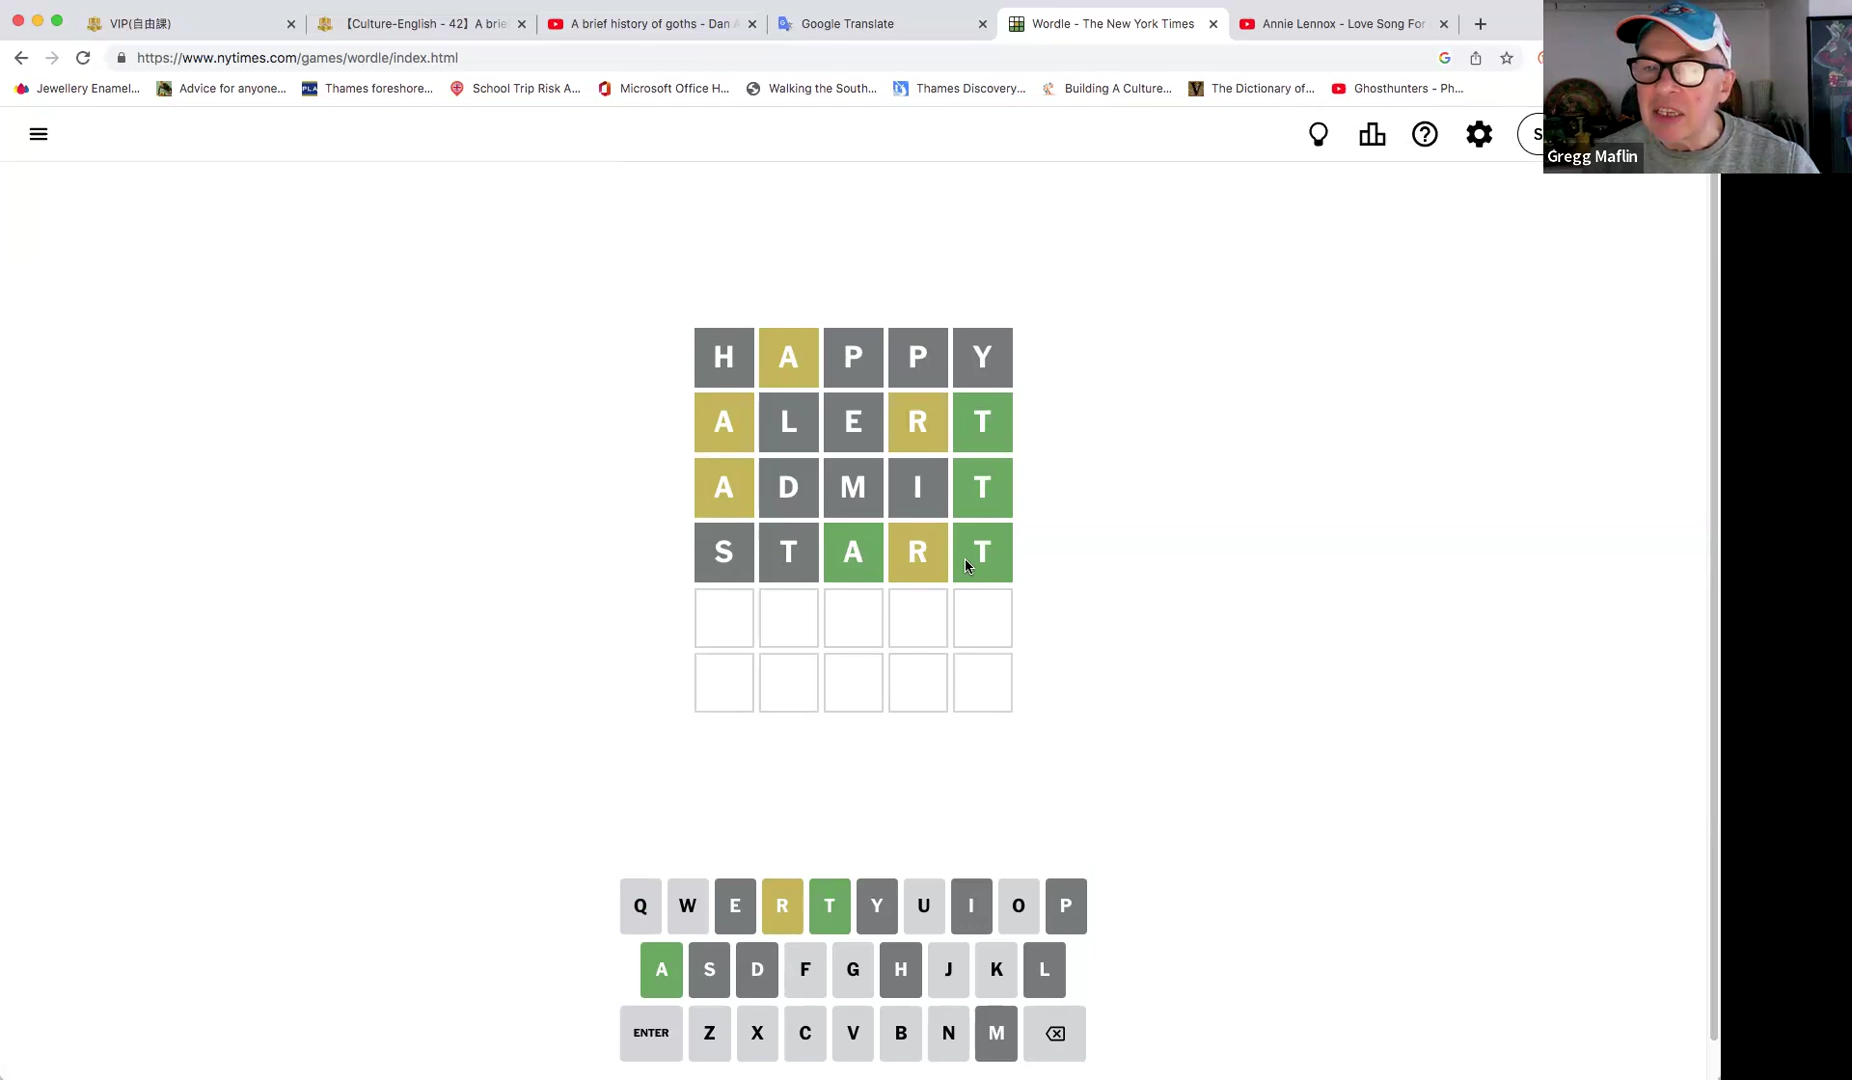 VIP(自由課)
【Culture-English - 42】A brie
A brief history of goths - Dan A
Google Translate
Wordle - The New York Times
Annie Lennox - Love Song For
https://www.nytimes.com/games/wordle/index.html
Jewellery Enamel...
Advice for anyone...
PLA
Thames foreshore...
School Trip Risk A...
Microsoft Office H...
Walking the South...
Thames Discovery...
Building A Culture...
The Dictionary of...
Ghosthunters - Ph...
S
Gregg Maflin
H A P P Y
A L E R T
A D M I T
S T A R T
Q W E R T Y U I O P
A S D F G H J K L
ENTER Z X C V B N M